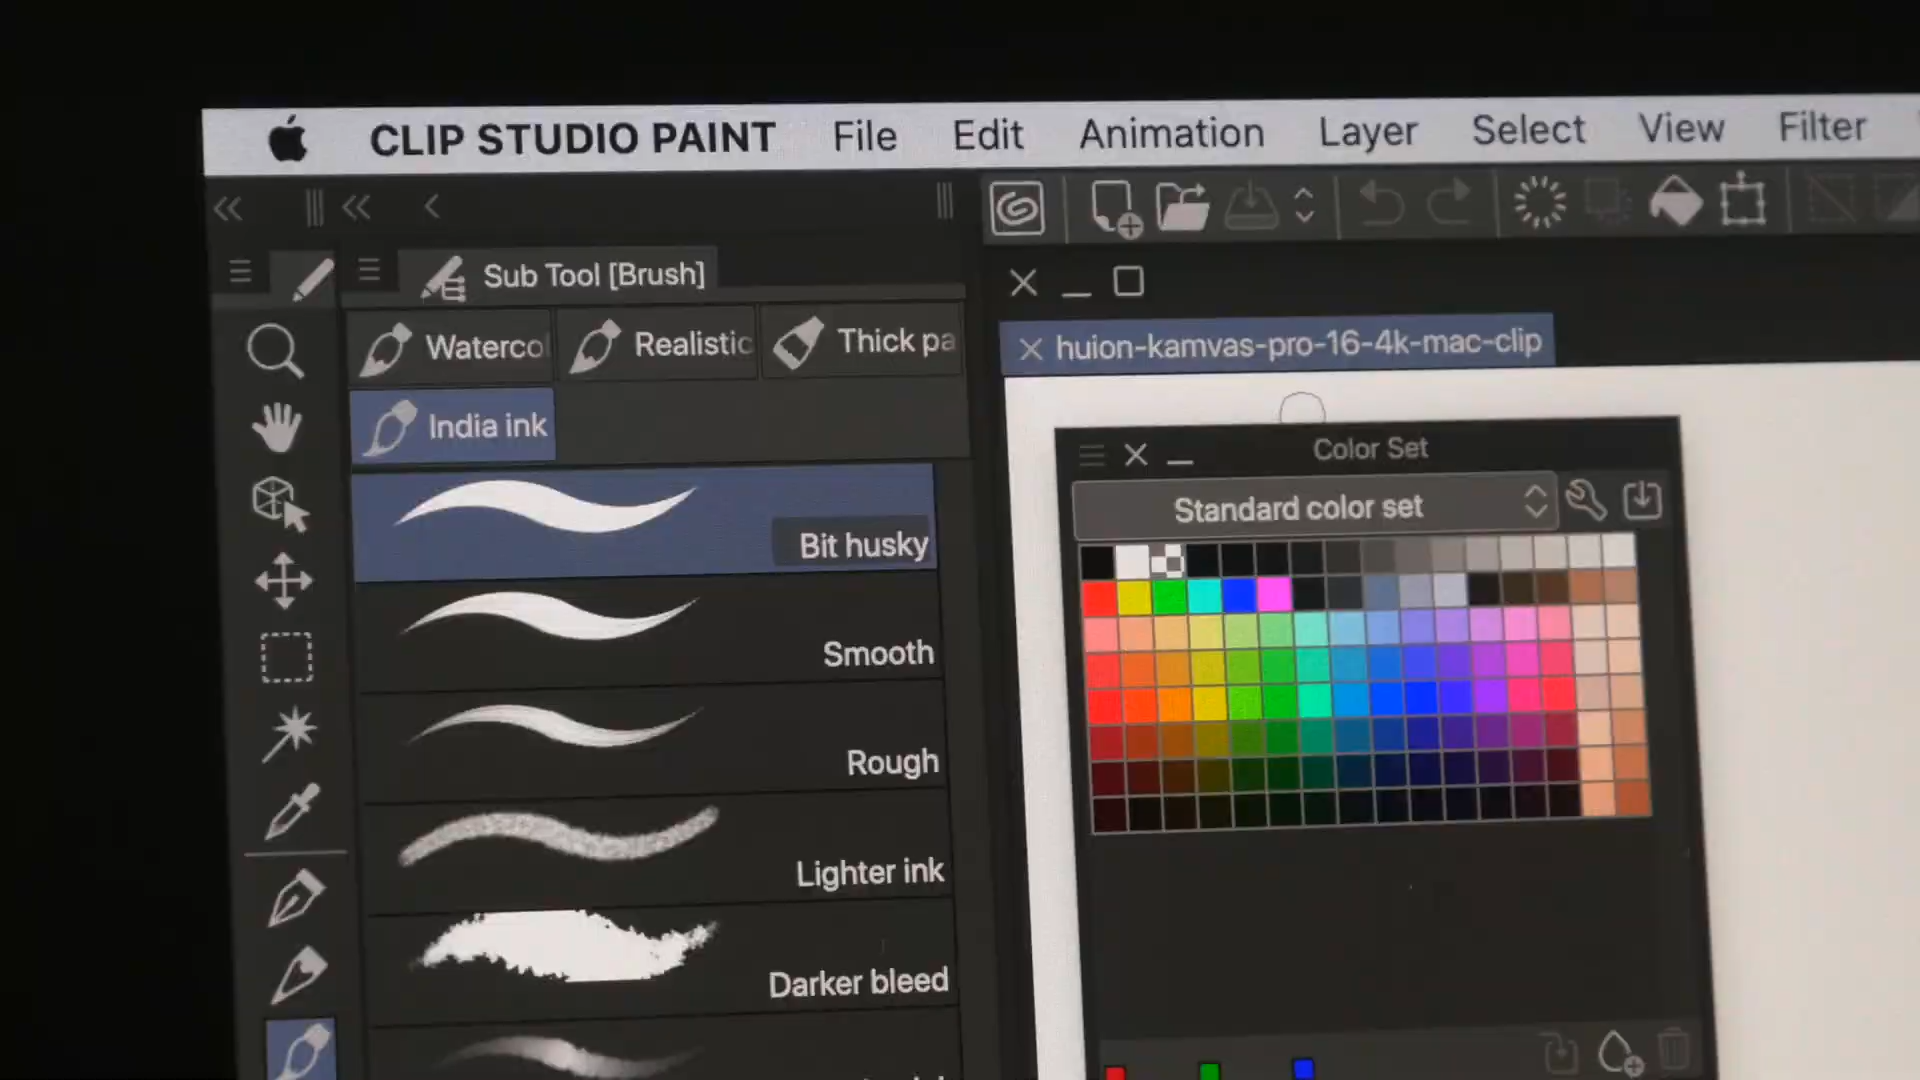 CLIP STUDIO PAINT File Edit Animation Layer Select View Filter
Sub Tool [Brush]
Watercol Realistic Thick pa
huion-kamvas-pro-16-4k-mac-clip
India ink
Color Set
Standard color set
Bit husky
Smooth
Rough
Lighter ink
Darker bleed